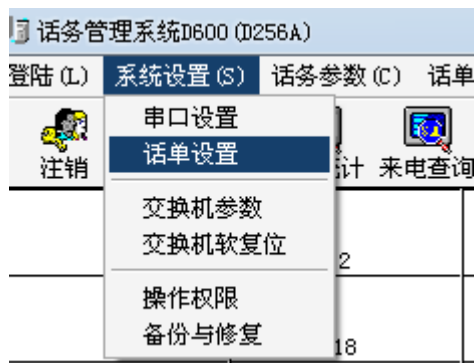 话务管理系统D600 (D256A)
登陆(L) 系统设置(S) 话务参数(C) 话单
注销 计 来电查询
串口设置
话单设置
交换机参数
交换机软复位
2
操作权限
备份与修复
18